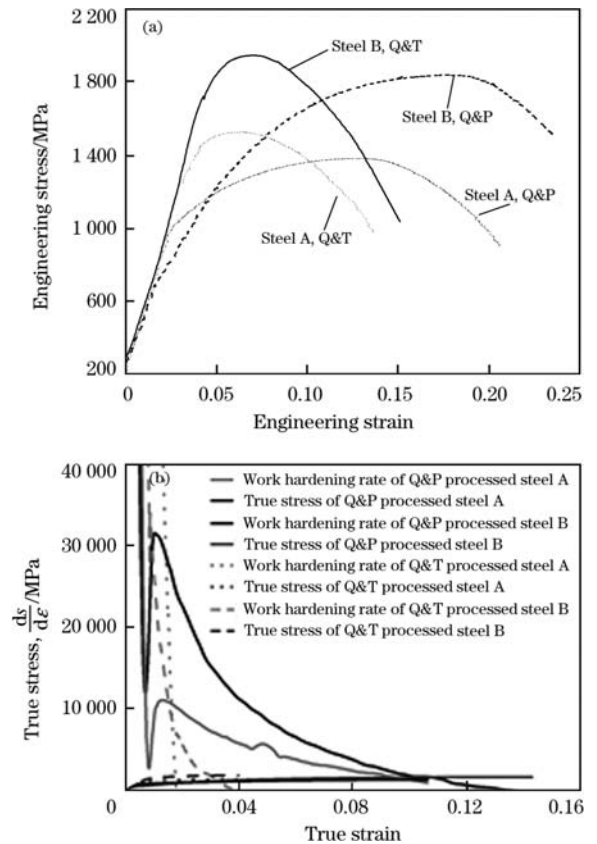 (a)
2 200
1 800
1 400
1 000
600
200
Engineering stress/MPa
Steel B, Q&T
Steel B, Q&P
Steel A, Q&P
Steel A, Q&T
0
0.05
0.10
0.15
0.20
0.25
Engineering strain
(b)
40 000
30 000
20 000
10 000
True stress, ds/dε/MPa
Work hardening rate of Q&P processed steel A
True stress of Q&P processed steel A
Work hardening rate of Q&P processed steel B
True stress of Q&P processed steel B
Work hardening rate of Q&T processed steel A
True stress of Q&T processed steel A
Work hardening rate of Q&T processed steel B
True stress of Q&T processed steel B
0
0.04
0.08
0.12
0.16
True strain